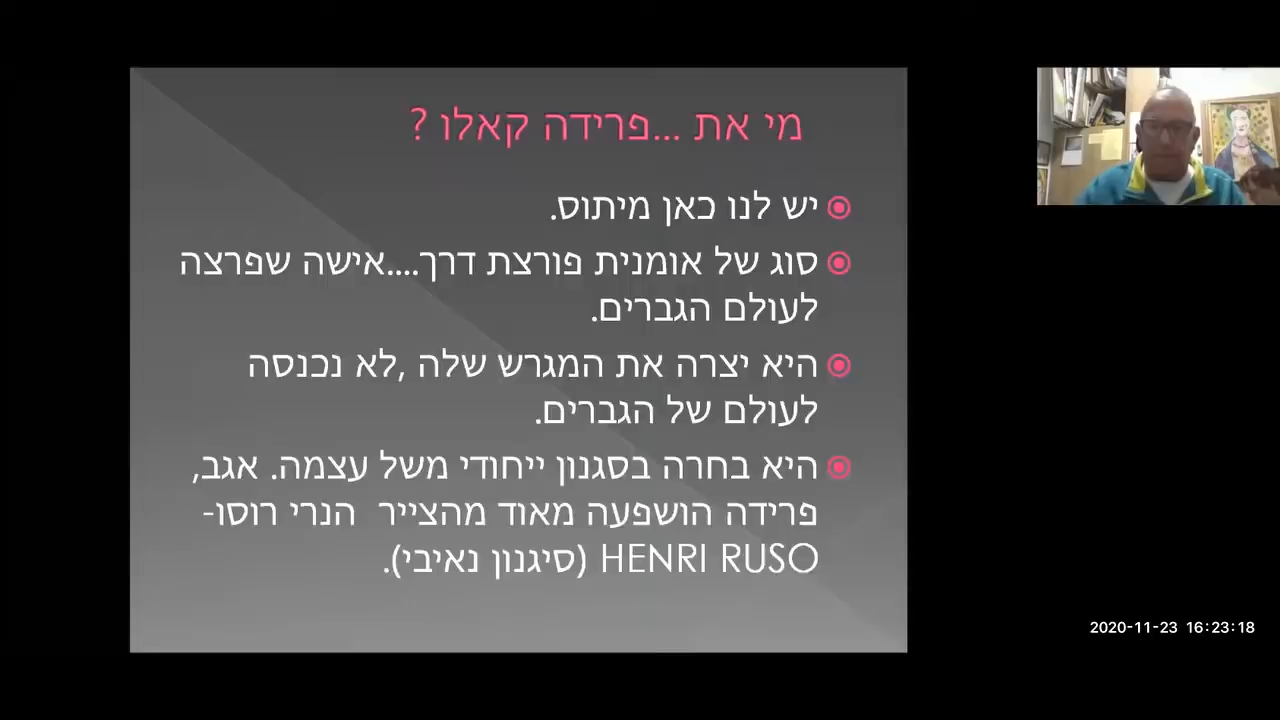 מי את ...פרידה קאלו ?
יש לנו כאן מיתוס.
סוג של אומנית פורצת דרך....אישה שפרצה
לעולם הגברים.
היא יצרה את המגרש שלה ,לא נכנסה
לעולם של הגברים.
היא בחרה בסגנון ייחודי משל עצמה. אגב,
פרידה הושפעה מאוד מהצייר הנרי רוסו-
HENRI RUSO (סיגנון נאיבי).
2020-11-23 16:23:18